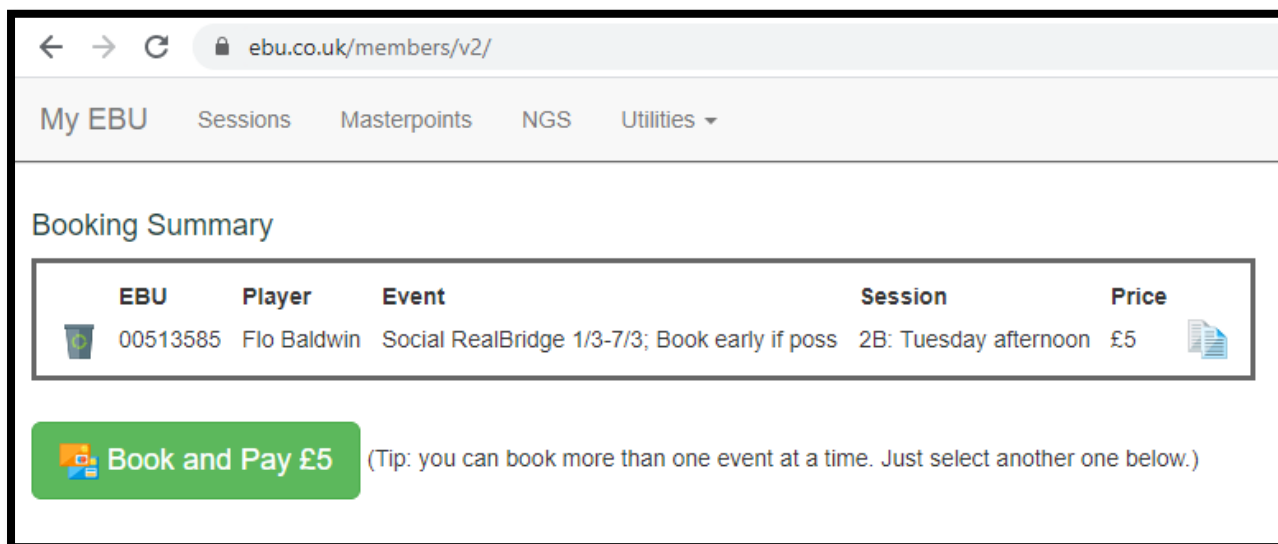 ebu.co.uk/members/v2/
My EBU Sessions Masterpoints NGS Utilities
Booking Summary
EBU Player Event Session Price
00513585 Flo Baldwin Social RealBridge 1/3-7/3; Book early if poss 2B: Tuesday afternoon £5
Book and Pay £5 (Tip: you can book more than one event at a time. Just select another one below.)